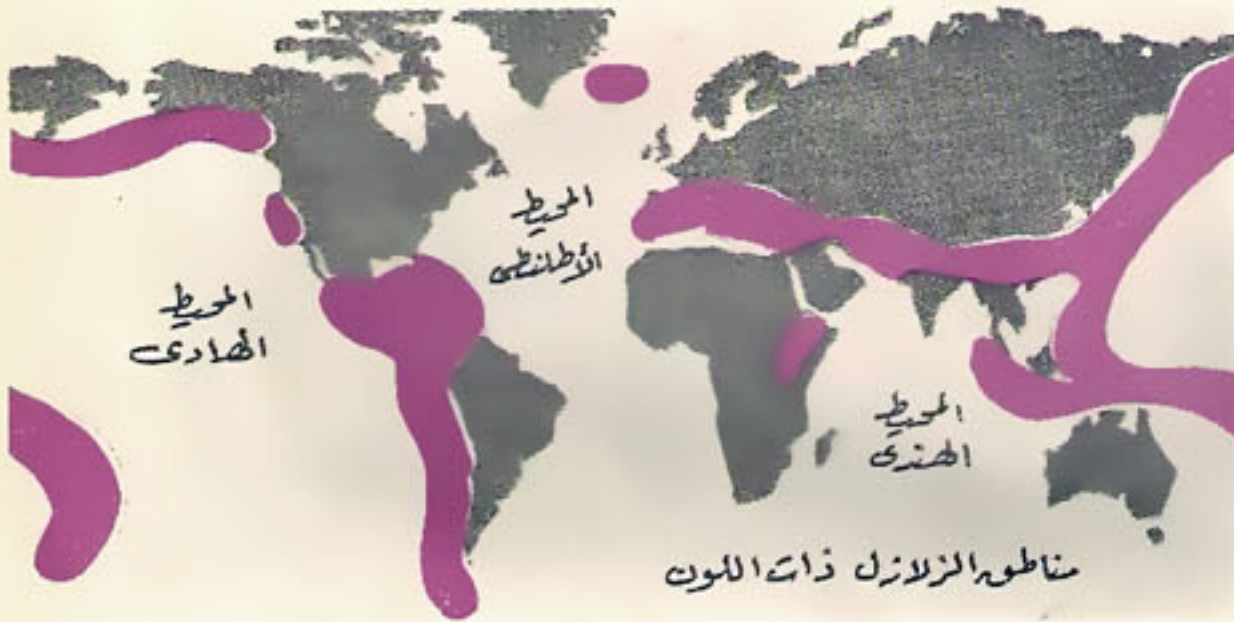 المحيط
الأطلنطى
المحيط
الهادى
المحيط
الهندى
مناطق الزلازل ذات اللون